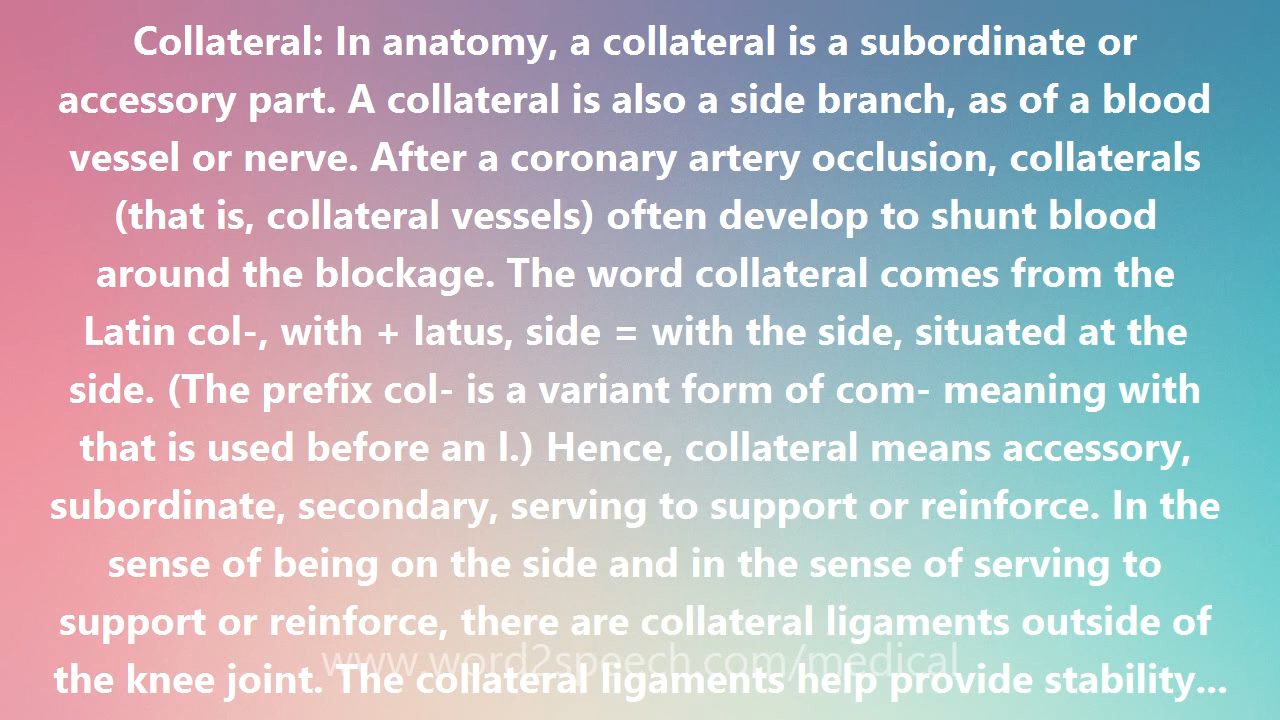 Collateral: In anatomy, a collateral is a subordinate or
accessory part. A collateral is also a side branch, as of a blood
vessel or nerve. After a coronary artery occlusion, collaterals
(that is, collateral vessels) often develop to shunt blood
around the blockage. The word collateral comes from the
Latin col-, with + latus, side = with the side, situated at the
side. (The prefix col- is a variant form of com- meaning with
that is used before an l.) Hence, collateral means accessory,
subordinate, secondary, serving to support or reinforce. In the
sense of being on the side and in the sense of serving to
support or reinforce, there are collateral ligaments outside of
www.word2speech.com/medical
the knee joint. The collateral ligaments help provide stability...